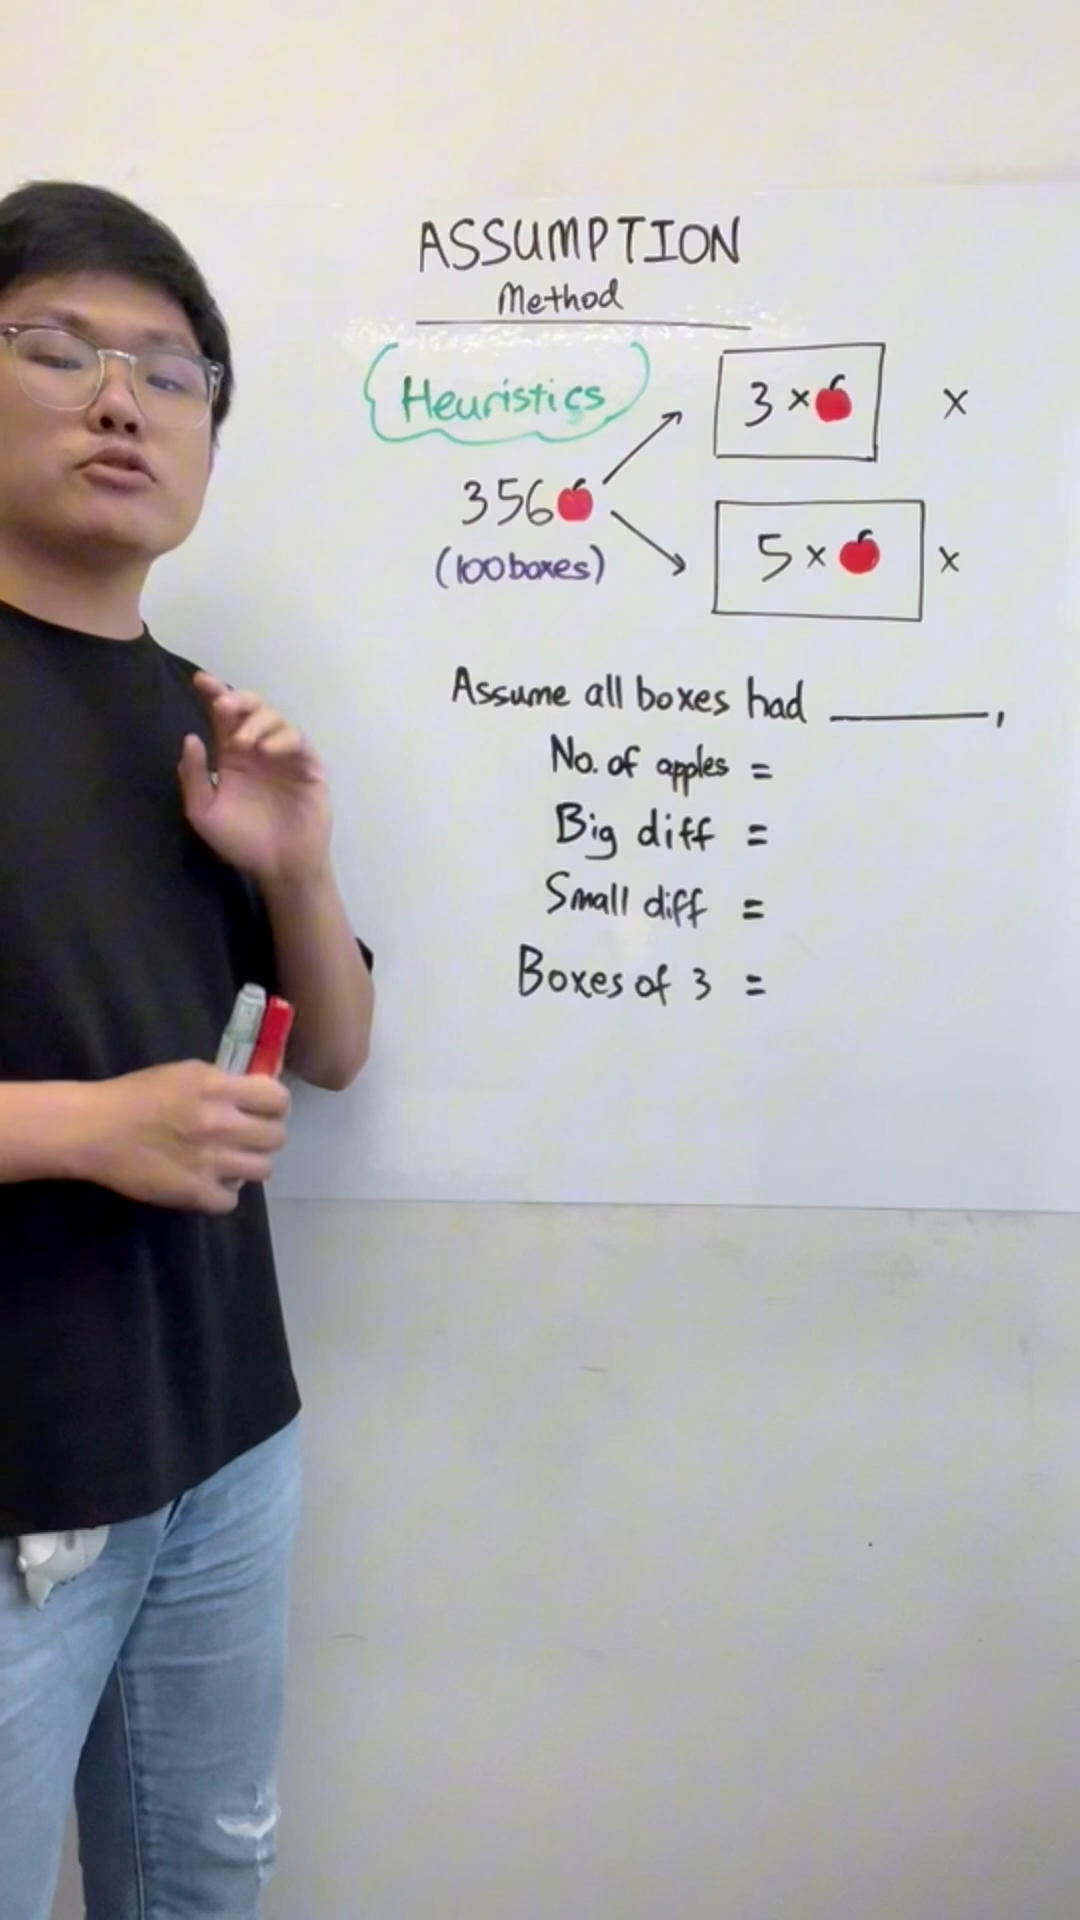 ASSUMPTION
Method
Heuristics
3 ×
×
356
(100 boxes)
5 ×
×
Assume all boxes had ______,
No. of apples =
Big diff =
Small diff =
Boxes of 3 =